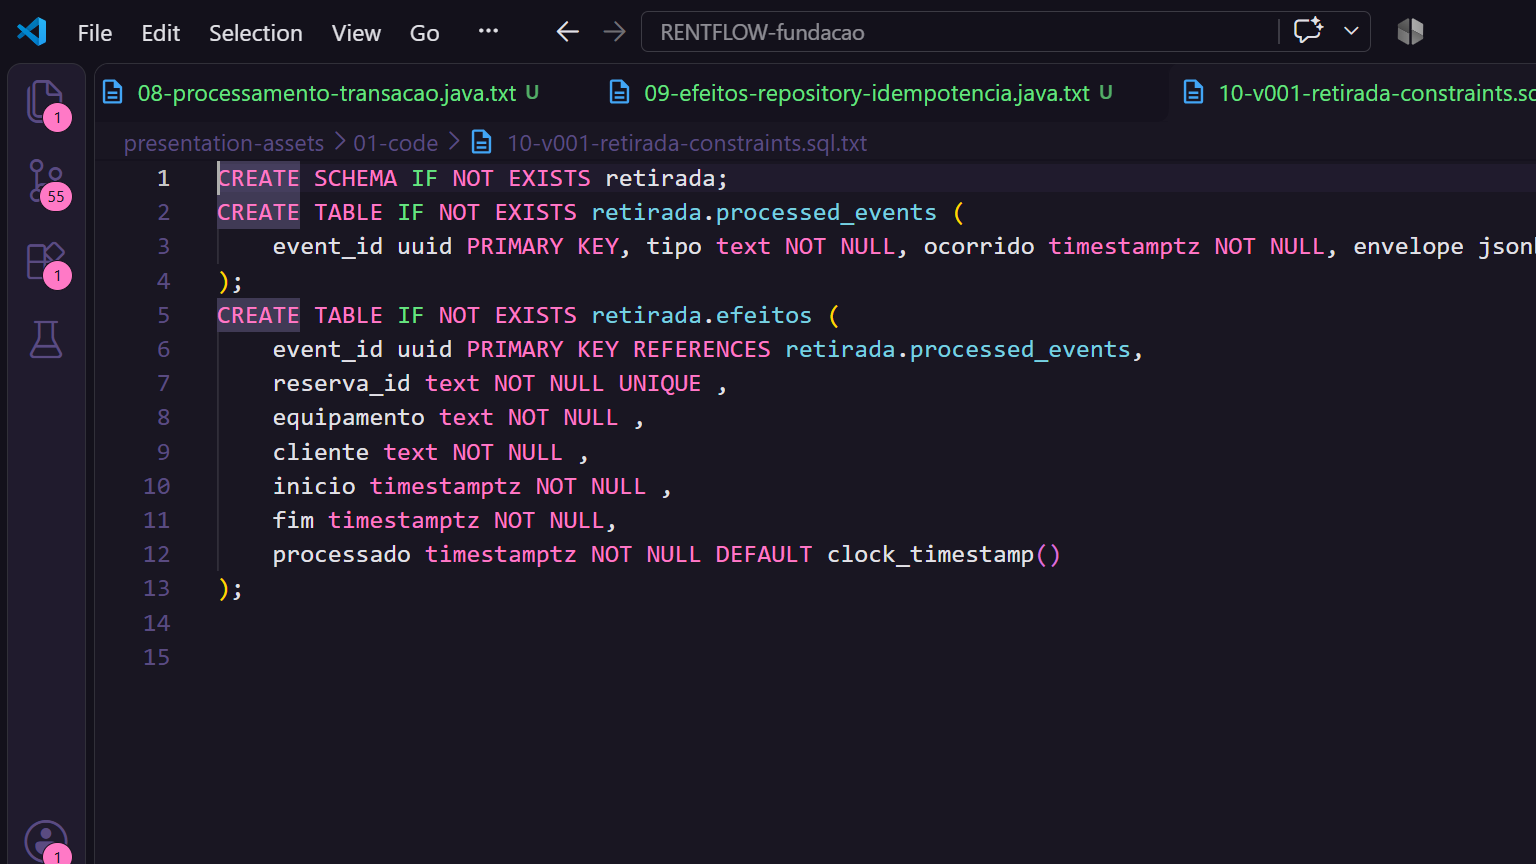 File Edit Selection View Go ··· RENTFLOW-fundacao
08-processamento-transacao.java.txt U 09-efeitos-repository-idempotencia.java.txt U 10-v001-retirada-constraints.sq
presentation-assets > 01-code > 10-v001-retirada-constraints.sql.txt
1 CREATE SCHEMA IF NOT EXISTS retirada;
2 CREATE TABLE IF NOT EXISTS retirada.processed_events (
3 event_id uuid PRIMARY KEY, tipo text NOT NULL, ocorrido timestamptz NOT NULL, envelope json
4 );
5 CREATE TABLE IF NOT EXISTS retirada.efeitos (
6 event_id uuid PRIMARY KEY REFERENCES retirada.processed_events,
7 reserva_id text NOT NULL UNIQUE ,
8 equipamento text NOT NULL ,
9 cliente text NOT NULL ,
10 inicio timestamptz NOT NULL ,
11 fim timestamptz NOT NULL,
12 processado timestamptz NOT NULL DEFAULT clock_timestamp()
13 );
14
15
1
55
1
1